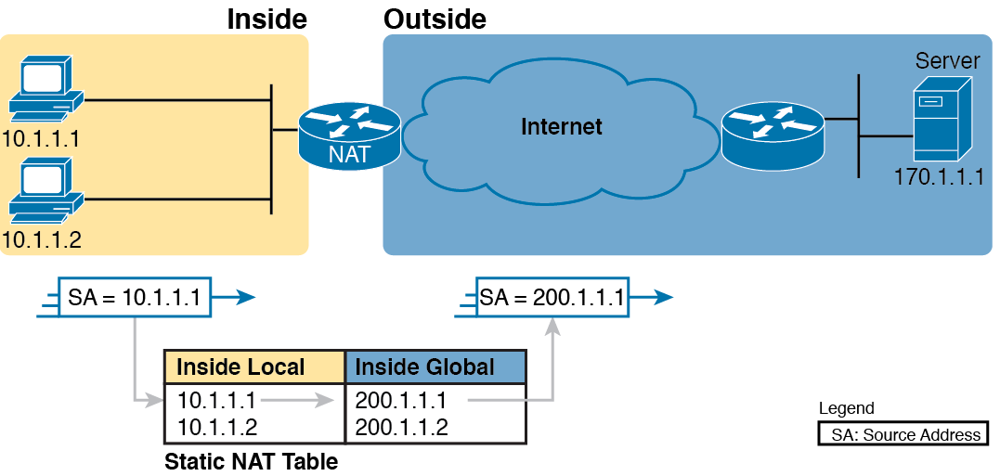 Inside
Outside
Server
Internet
10.1.1.1
NAT
170.1.1.1
10.1.1.2
SA = 10.1.1.1
SA = 200.1.1.1
Inside Local
Inside Global
10.1.1.1
200.1.1.1
10.1.1.2
200.1.1.2
Static NAT Table
Legend
SA: Source Address